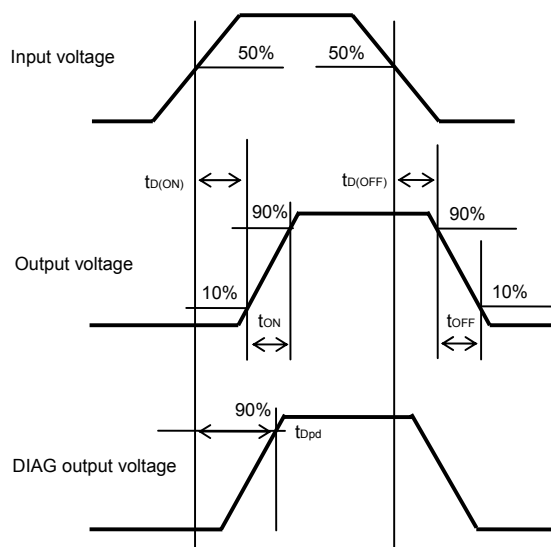 Input voltage
50% 50%
tD(ON) tD(OFF)
90% 90%
Output voltage
10% 10%
tON tOFF
90%
tDpd
DIAG output voltage